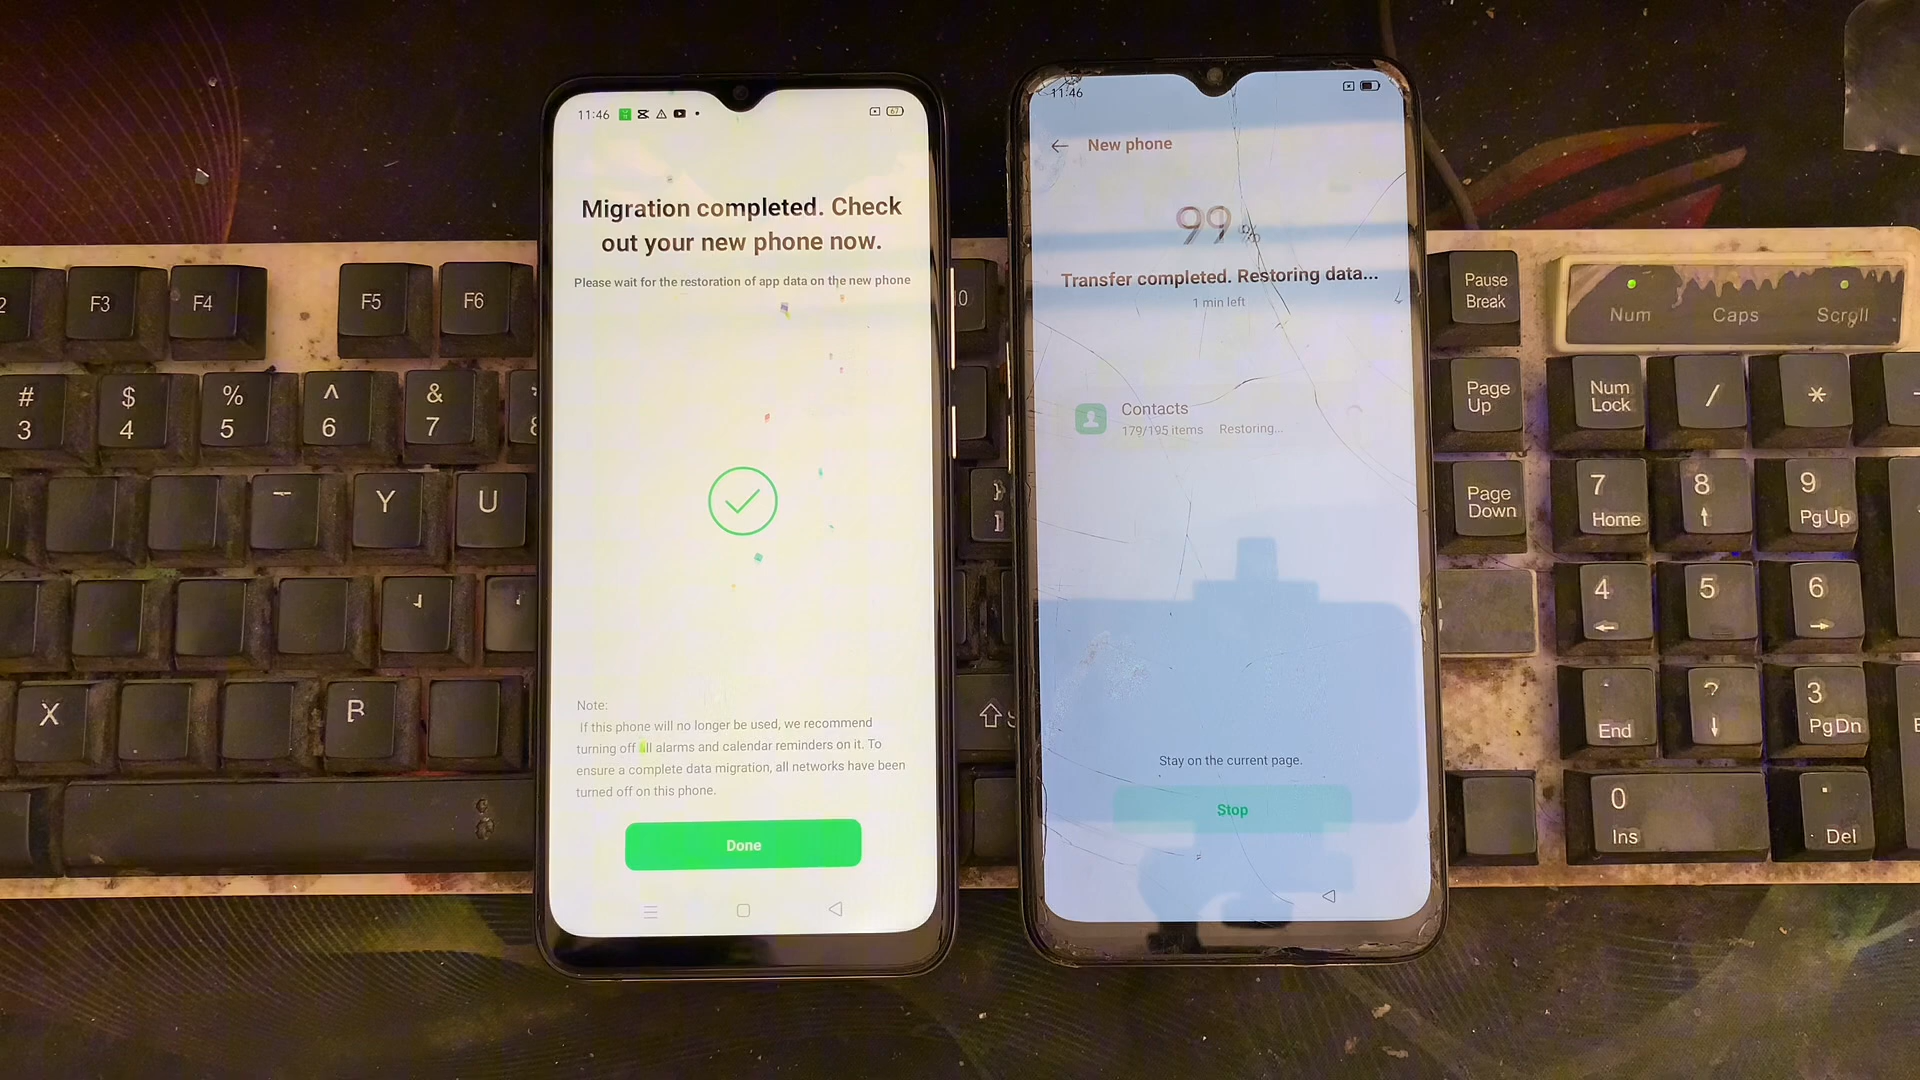 11:46
67
Migration completed. Check
out your new phone now.
Please wait for the restoration of app data on the new phone
Note:
If this phone will no longer be used, we recommend
turning off all alarms and calendar reminders on it. To
ensure a complete data migration, all networks have been
turned off on this phone.
Done
11:46
New phone
99%
Transfer completed. Restoring data...
1 min left
Contacts
179/195 items Restoring...
Stay on the current page.
Stop
F3
F4
F5
F6
Pause
Break
Num
Caps
Scroll
#
3
$
4
%
5
^
6
&
7
Page
Up
Num
Lock
/
*
Y
U
}
]
Page
Down
7
Home
8
9
PgUp
4
5
6
X
B
End
?
3
PgDn
0
Ins
.
Del